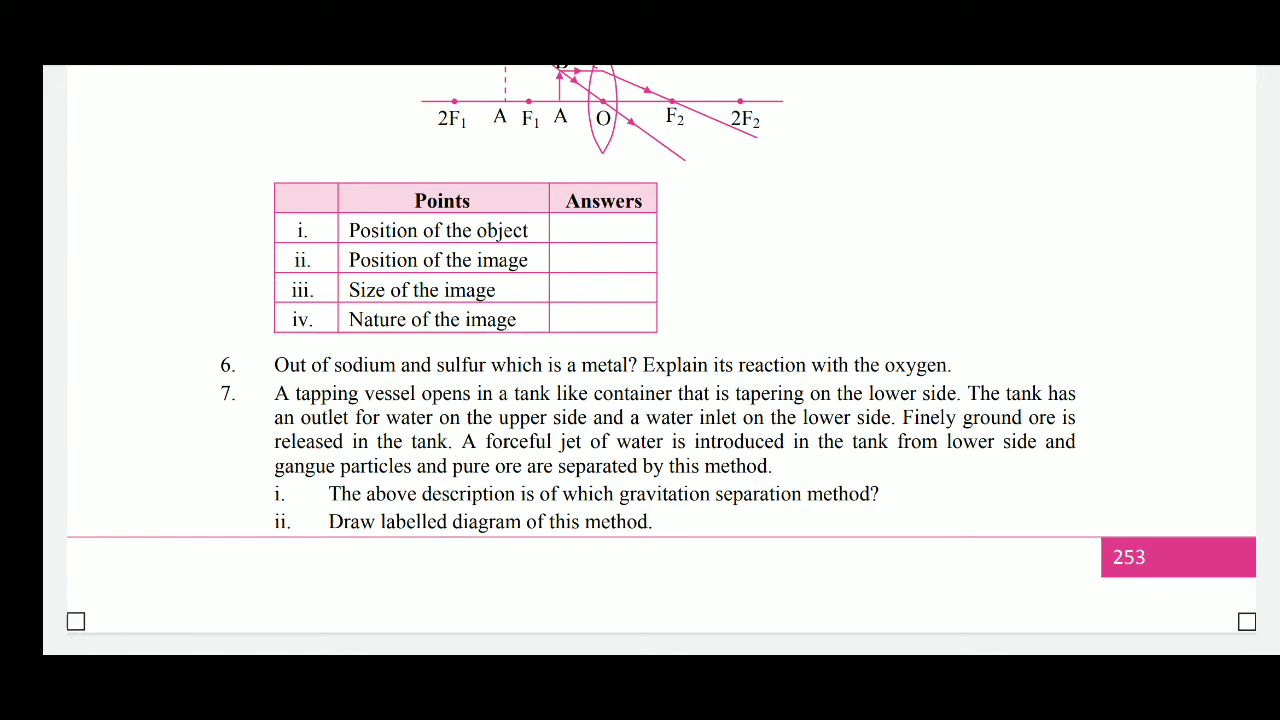 2F₁ A F₁ A O F₂ 2F₂
Points Answers
i. Position of the object
ii. Position of the image
iii. Size of the image
iv. Nature of the image
6. Out of sodium and sulfur which is a metal? Explain its reaction with the oxygen.
7. A tapping vessel opens in a tank like container that is tapering on the lower side. The tank has
an outlet for water on the upper side and a water inlet on the lower side. Finely ground ore is
released in the tank. A forceful jet of water is introduced in the tank from lower side and
gangue particles and pure ore are separated by this method.
i. The above description is of which gravitation separation method?
ii. Draw labelled diagram of this method.
253